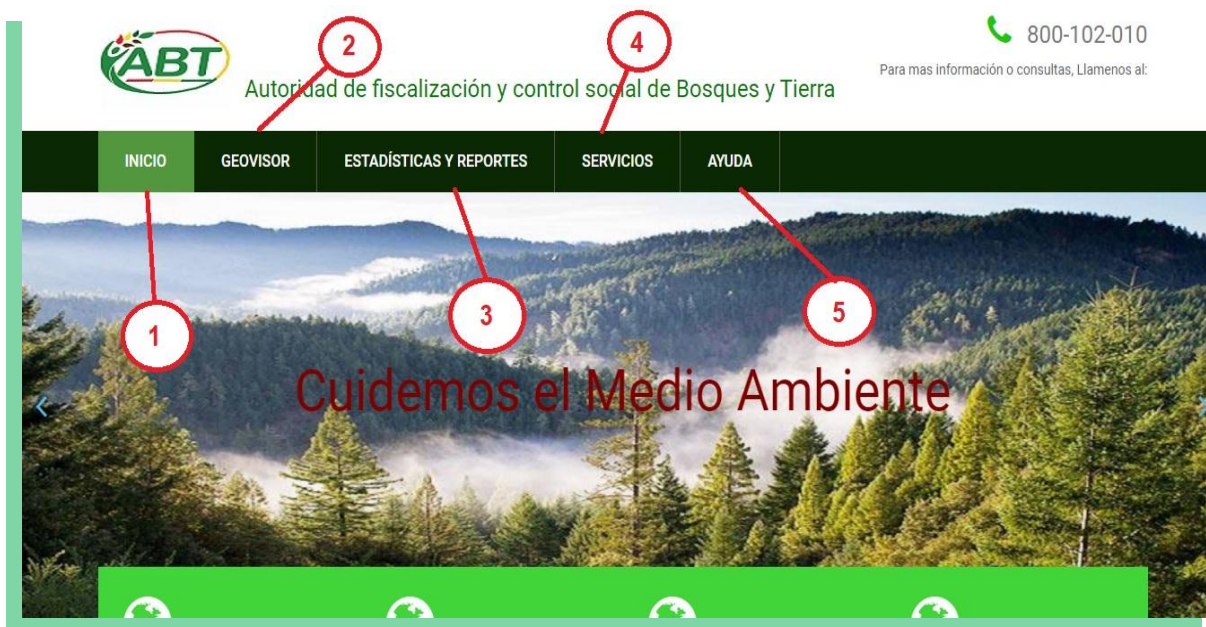 ABT
2
4
800-102-010
Autoridad de fiscalización y control social de Bosques y Tierra
Para mas información o consultas, Llamenos al:
INICIO GEOVISOR ESTADÍSTICAS Y REPORTES SERVICIOS AYUDA
1
3
5
Cuidemos el Medio Ambiente